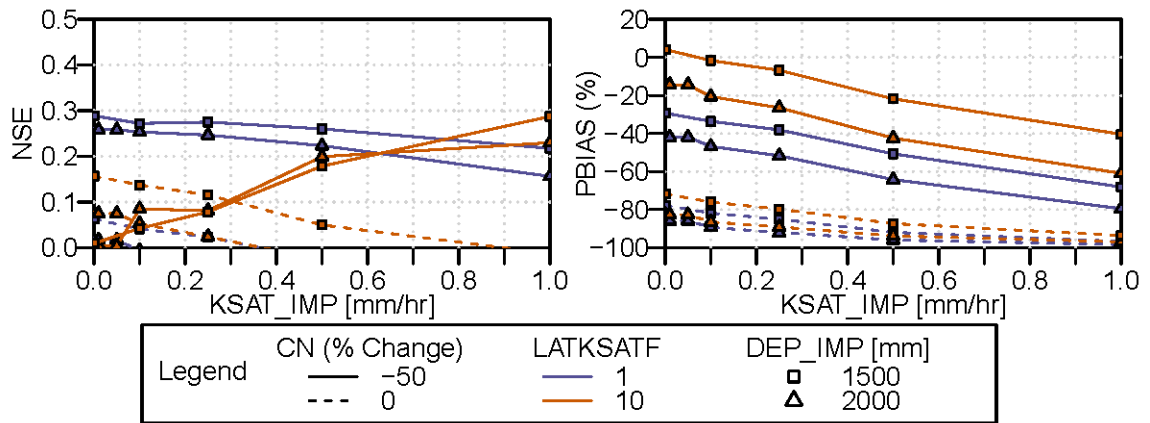 NSE
0.5
0.4
0.3
0.2
0.1
0.0
0.0 0.2 0.4 0.6 0.8 1.0
KSAT_IMP [mm/hr]
PBIAS (%)
20
0
−20
−40
−60
−80
−100
0.0 0.2 0.4 0.6 0.8 1.0
KSAT_IMP [mm/hr]
Legend
CN (% Change) LATKSATF DEP_IMP [mm]
−50 1 1500
0 10 2000